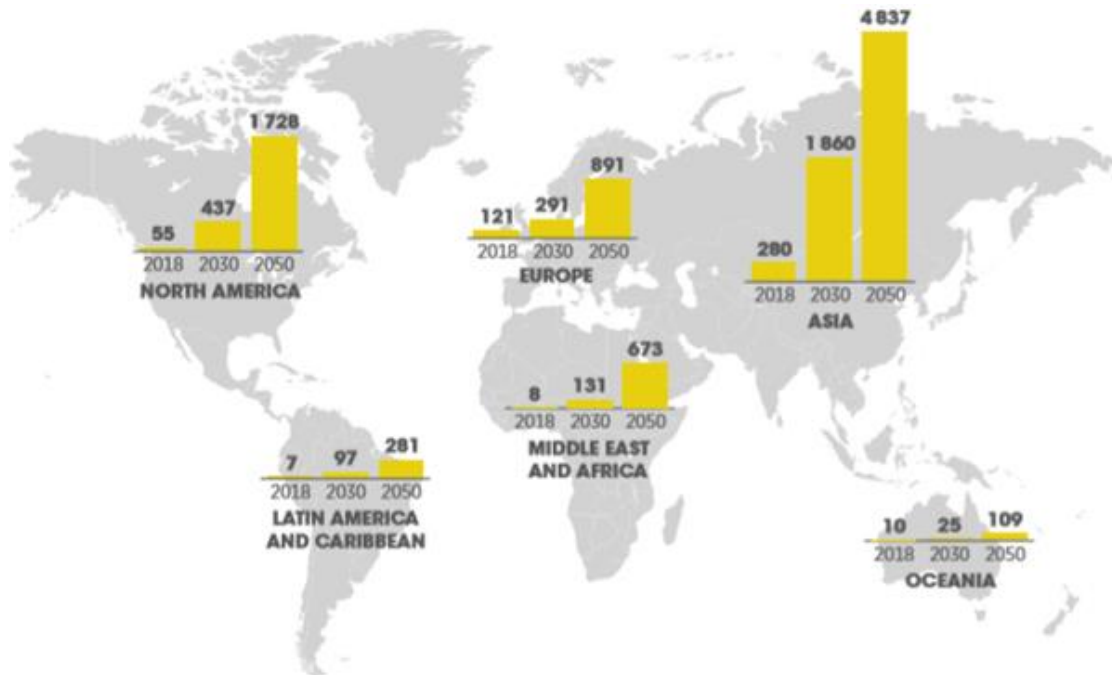 1 728
437
55
2018 2030 2050
NORTH AMERICA
891
291
121
2018 2030 2050
EUROPE
4 837
1 860
280
2018 2030 2050
ASIA
673
131
8
2018 2030 2050
MIDDLE EAST
AND AFRICA
281
97
7
2018 2030 2050
LATIN AMERICA
AND CARIBBEAN
109
25
10
2018 2030 2050
OCEANIA